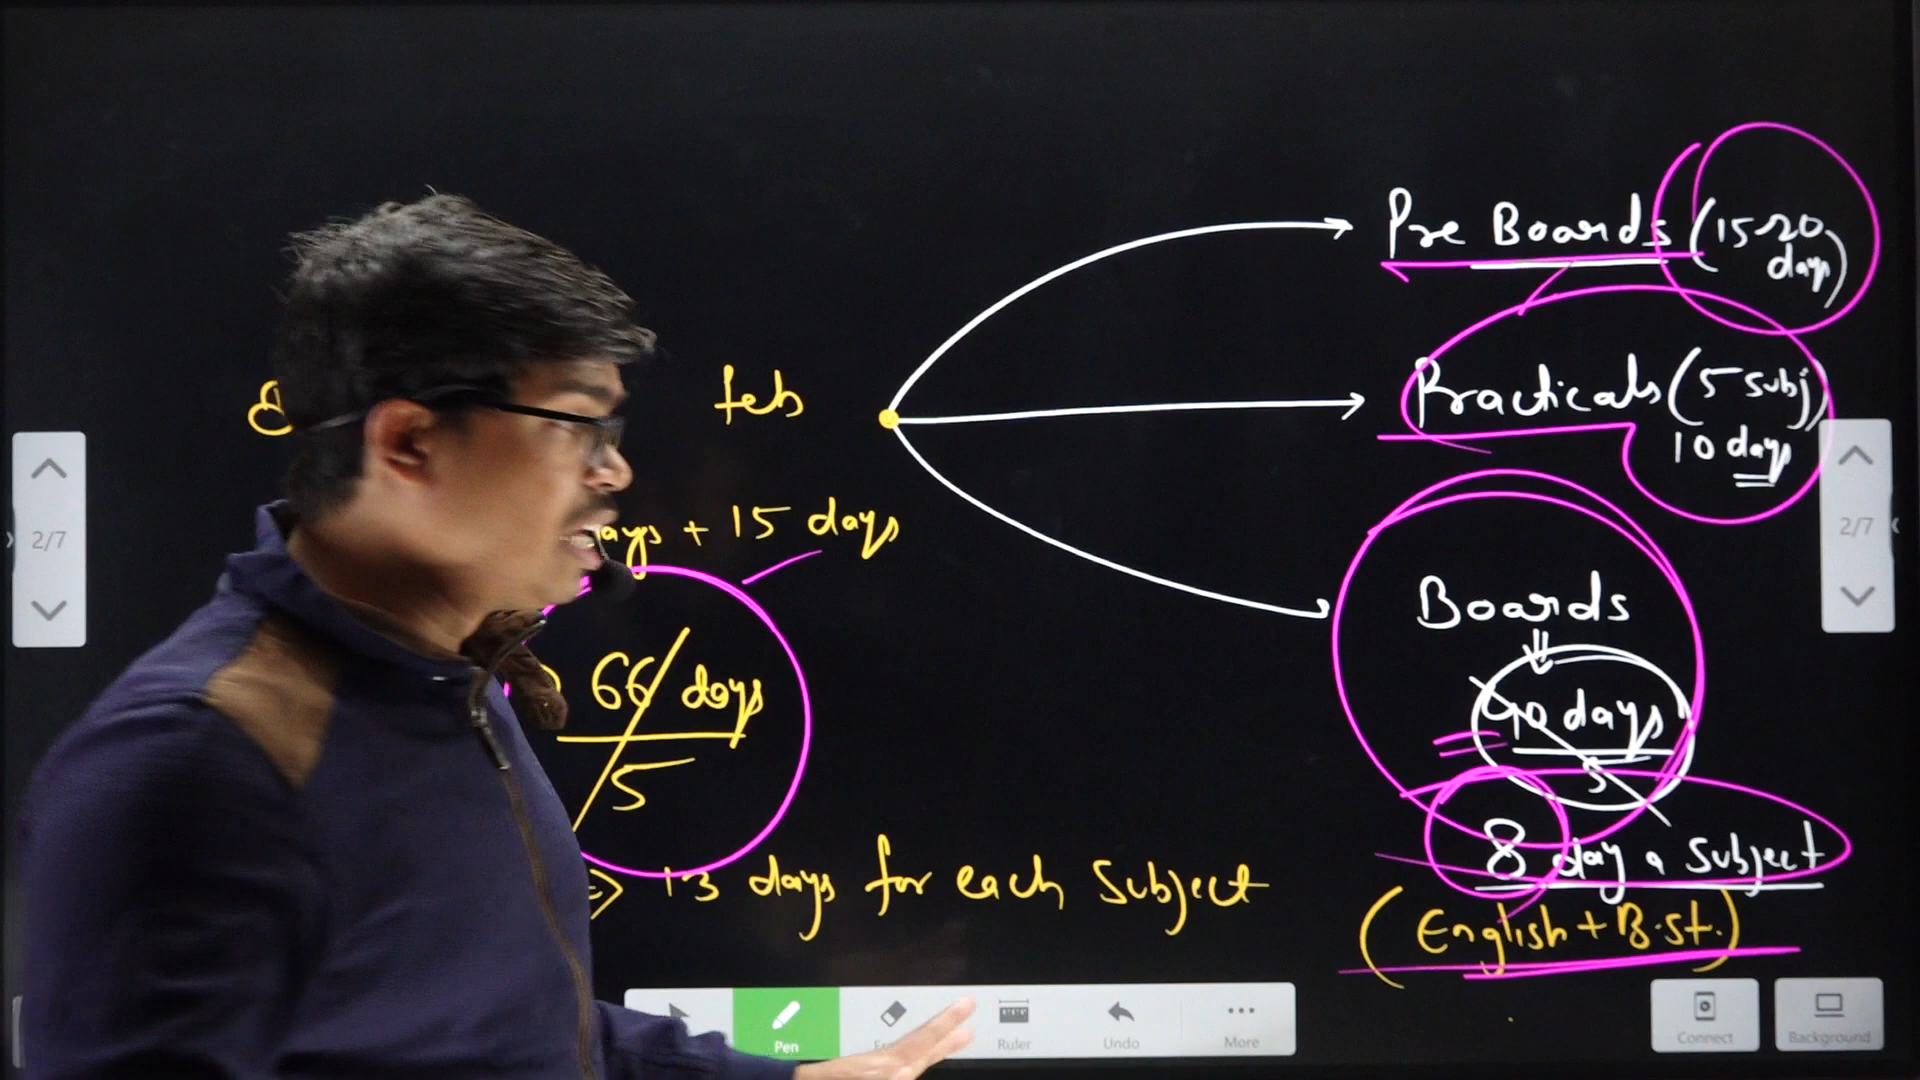 Pre Boards (15-20
days)
Practicals (5 subj)
10 days
feb
+ 15 days
66 days
5
Boards
40 days
5
8 day a subject
⇒ 13 days for each subject
(English + B.st.)
2/7
2/7
Pen
Ruler
Undo
More
Connect
Background